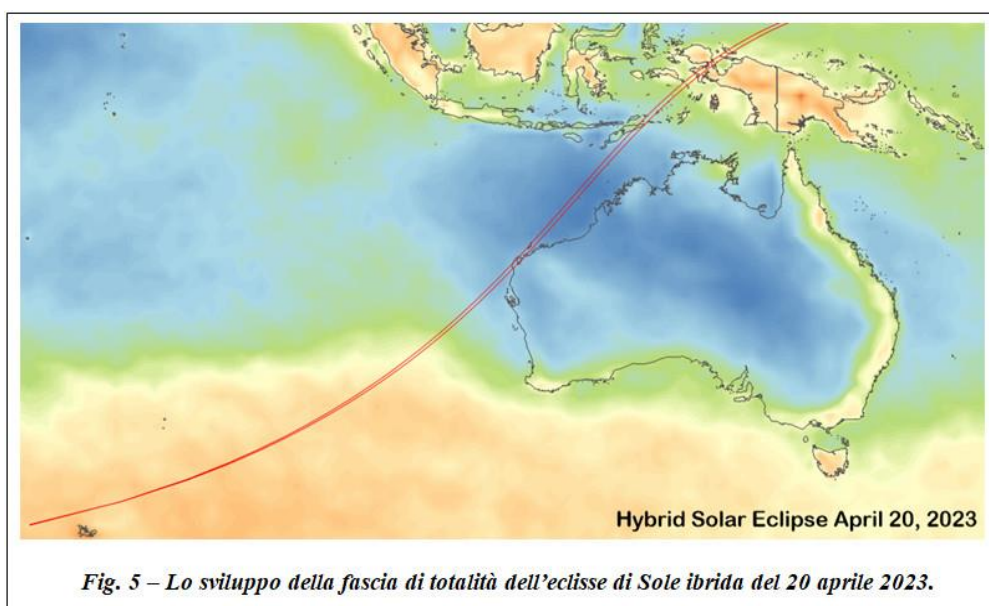 Hybrid Solar Eclipse April 20, 2023
Fig. 5 – Lo sviluppo della fascia di totalità dell’eclisse di Sole ibrida del 20 aprile 2023.